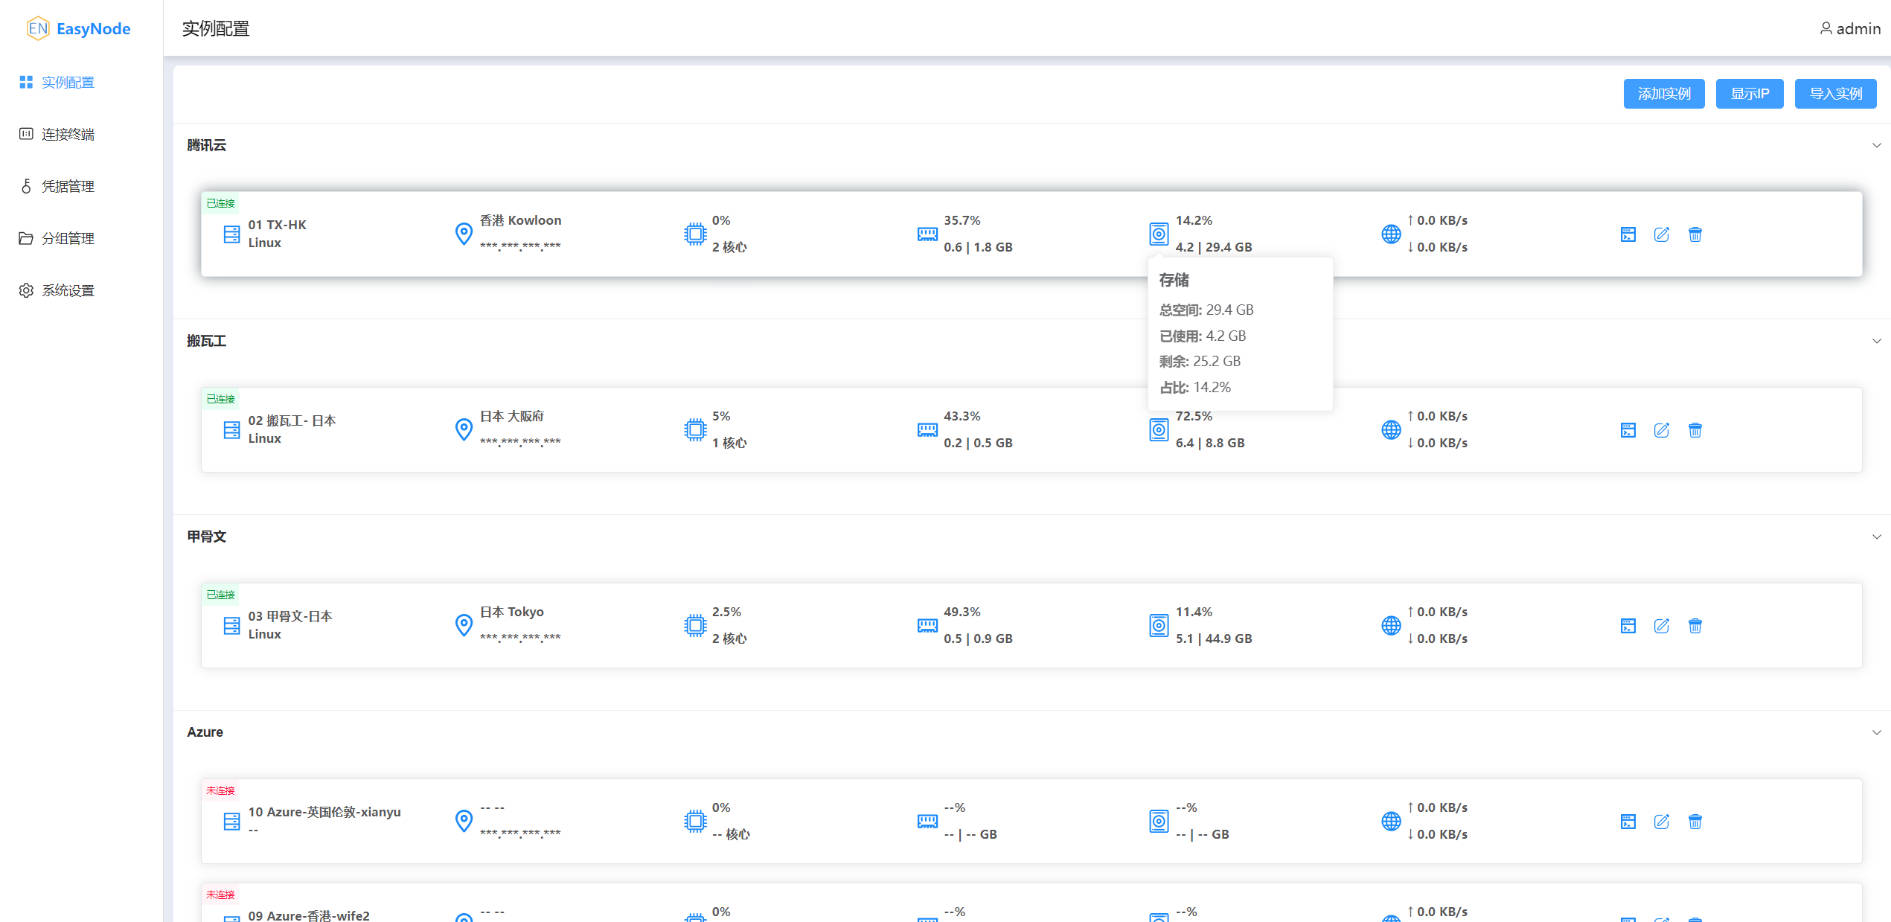 EN EasyNode
实例配置
admin
实例配置
连接终端
凭据管理
分组管理
系统设置
添加实例
显示IP
导入实例
腾讯云
已连接
01 TX-HK
Linux
香港 Kowloon
***.***.***.***
0%
2 核心
35.7%
0.6 | 1.8 GB
14.2%
4.2 | 29.4 GB
↑ 0.0 KB/s
↓ 0.0 KB/s
存储
总空间: 29.4 GB
已使用: 4.2 GB
剩余: 25.2 GB
占比: 14.2%
搬瓦工
已连接
02 搬瓦工- 日本
Linux
日本 大阪府
***.***.***.***
5%
1 核心
43.3%
0.2 | 0.5 GB
72.5%
6.4 | 8.8 GB
↑ 0.0 KB/s
↓ 0.0 KB/s
甲骨文
已连接
03 甲骨文-日本
Linux
日本 Tokyo
***.***.***.***
2.5%
2 核心
49.3%
0.5 | 0.9 GB
11.4%
5.1 | 44.9 GB
↑ 0.0 KB/s
↓ 0.0 KB/s
Azure
未连接
10 Azure-英国伦敦-xianyu
--
-- --
***.***.***.***
0%
-- 核心
--%
-- | -- GB
--%
-- | -- GB
↑ 0.0 KB/s
↓ 0.0 KB/s
未连接
09 Azure-香港-wife2
-- --
0%
--%
--%
↑ 0.0 KB/s